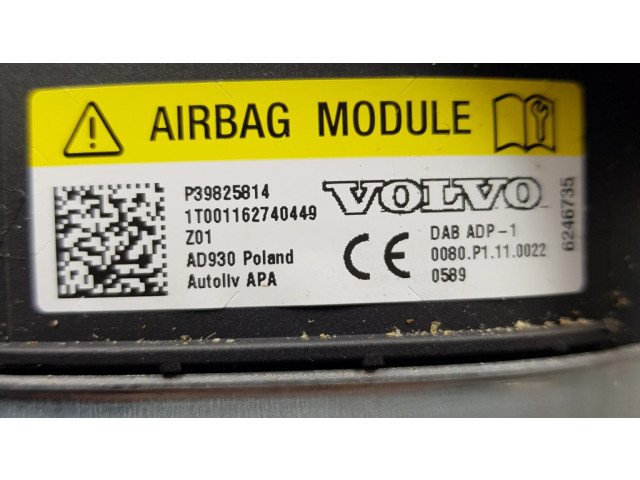 AIRBAG MODULE
P39825814
1T001162740449
Z01
AD930 Poland
Autoliv APA
VOLVO
CE
DAB ADP-1
0080.P1.11.0022
0589
6246735